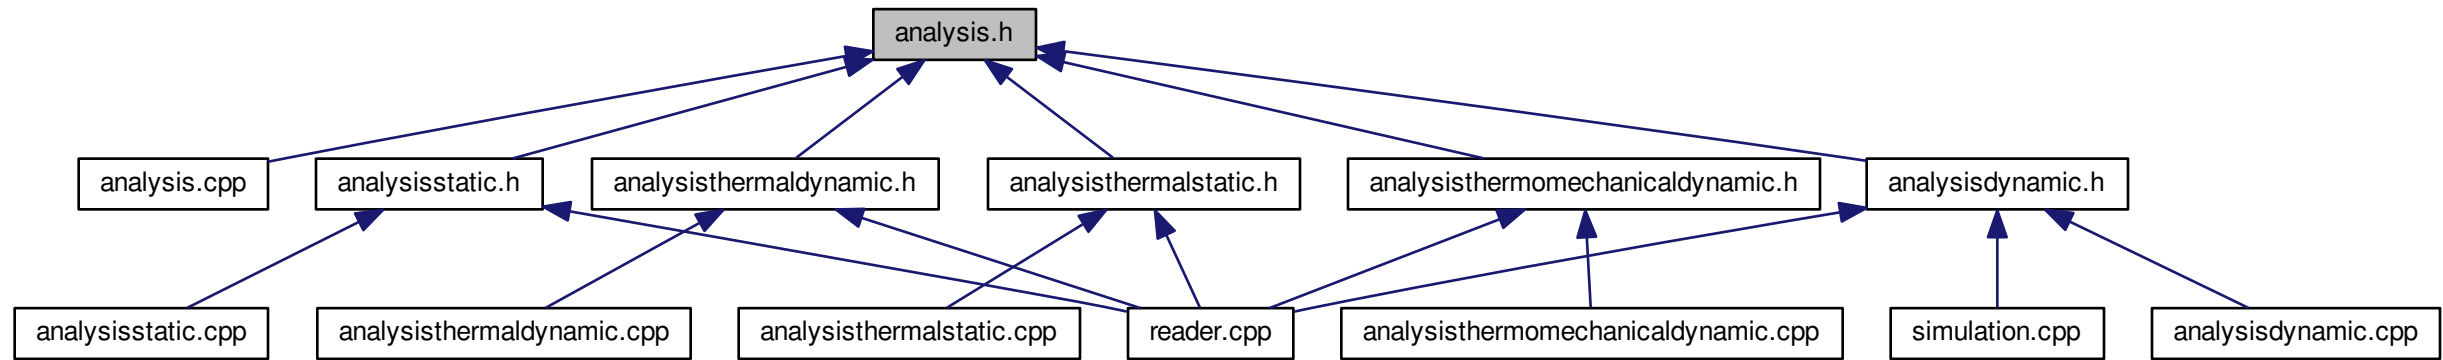 analysis.h
analysis.cpp
analysisstatic.h
analysisthermaldynamic.h
analysisthermalstatic.h
analysisthermomechanicaldynamic.h
analysisdynamic.h
analysisstatic.cpp
analysisthermaldynamic.cpp
analysisthermalstatic.cpp
reader.cpp
analysisthermomechanicaldynamic.cpp
simulation.cpp
analysisdynamic.cpp